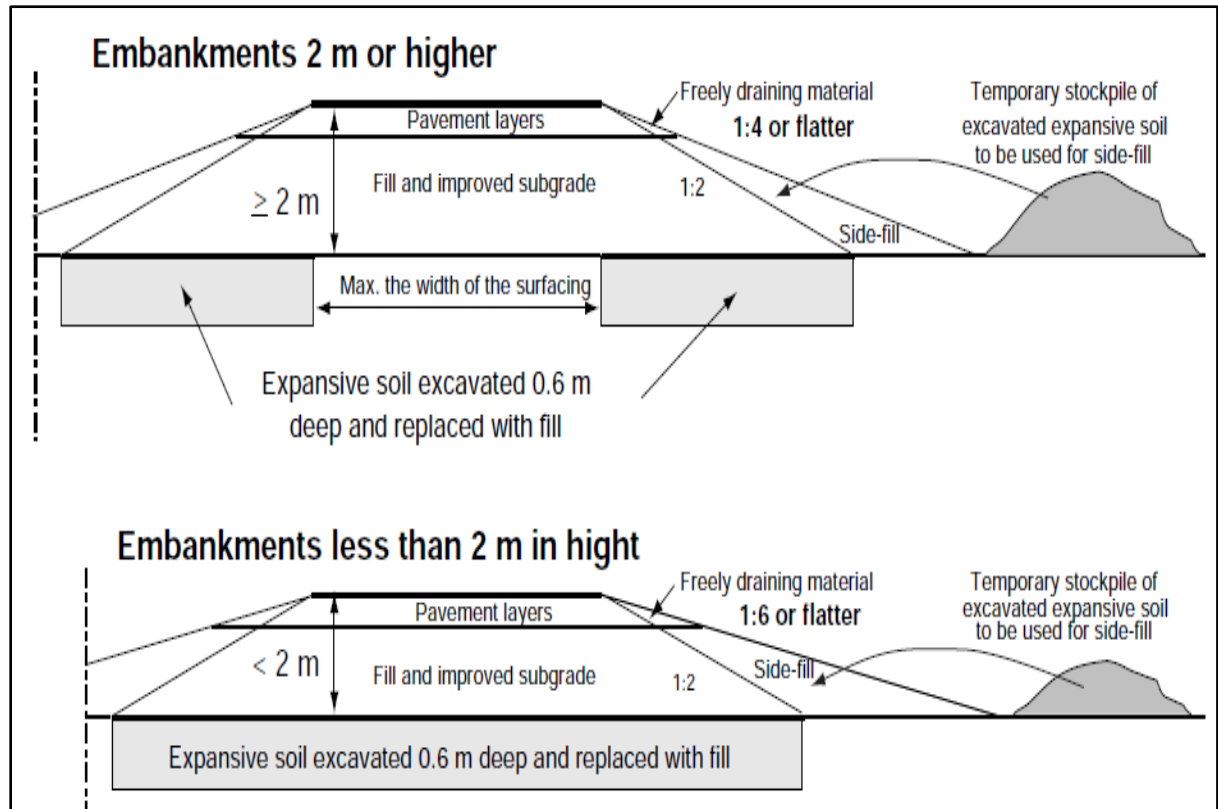 Embankments 2 m or higher
Freely draining material
1:4 or flatter
Temporary stockpile of
excavated expansive soil
to be used for side-fill
Pavement layers
Fill and improved subgrade
≥ 2 m
1:2
Side-fill
Max. the width of the surfacing
Expansive soil excavated 0.6 m
deep and replaced with fill
Embankments less than 2 m in hight
Freely draining material
1:6 or flatter
Temporary stockpile of
excavated expansive soil
to be used for side-fill
Pavement layers
< 2 m
Fill and improved subgrade
1:2
Side-fill
Expansive soil excavated 0.6 m deep and replaced with fill